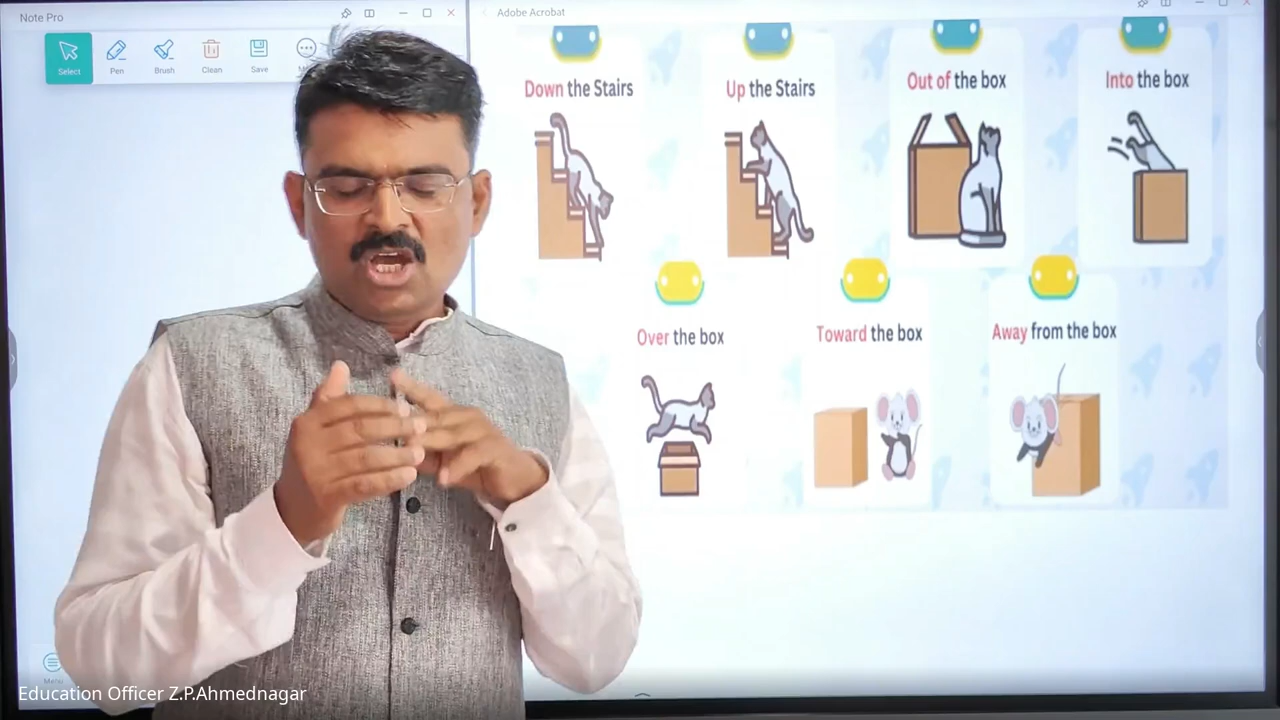 Note Pro
Adobe Acrobat
Select
Pen
Brush
Clean
Save
Down the Stairs
Up the Stairs
Out of the box
Into the box
Over the box
Toward the box
Away from the box
Menu
Education Officer Z.P.Ahmednagar